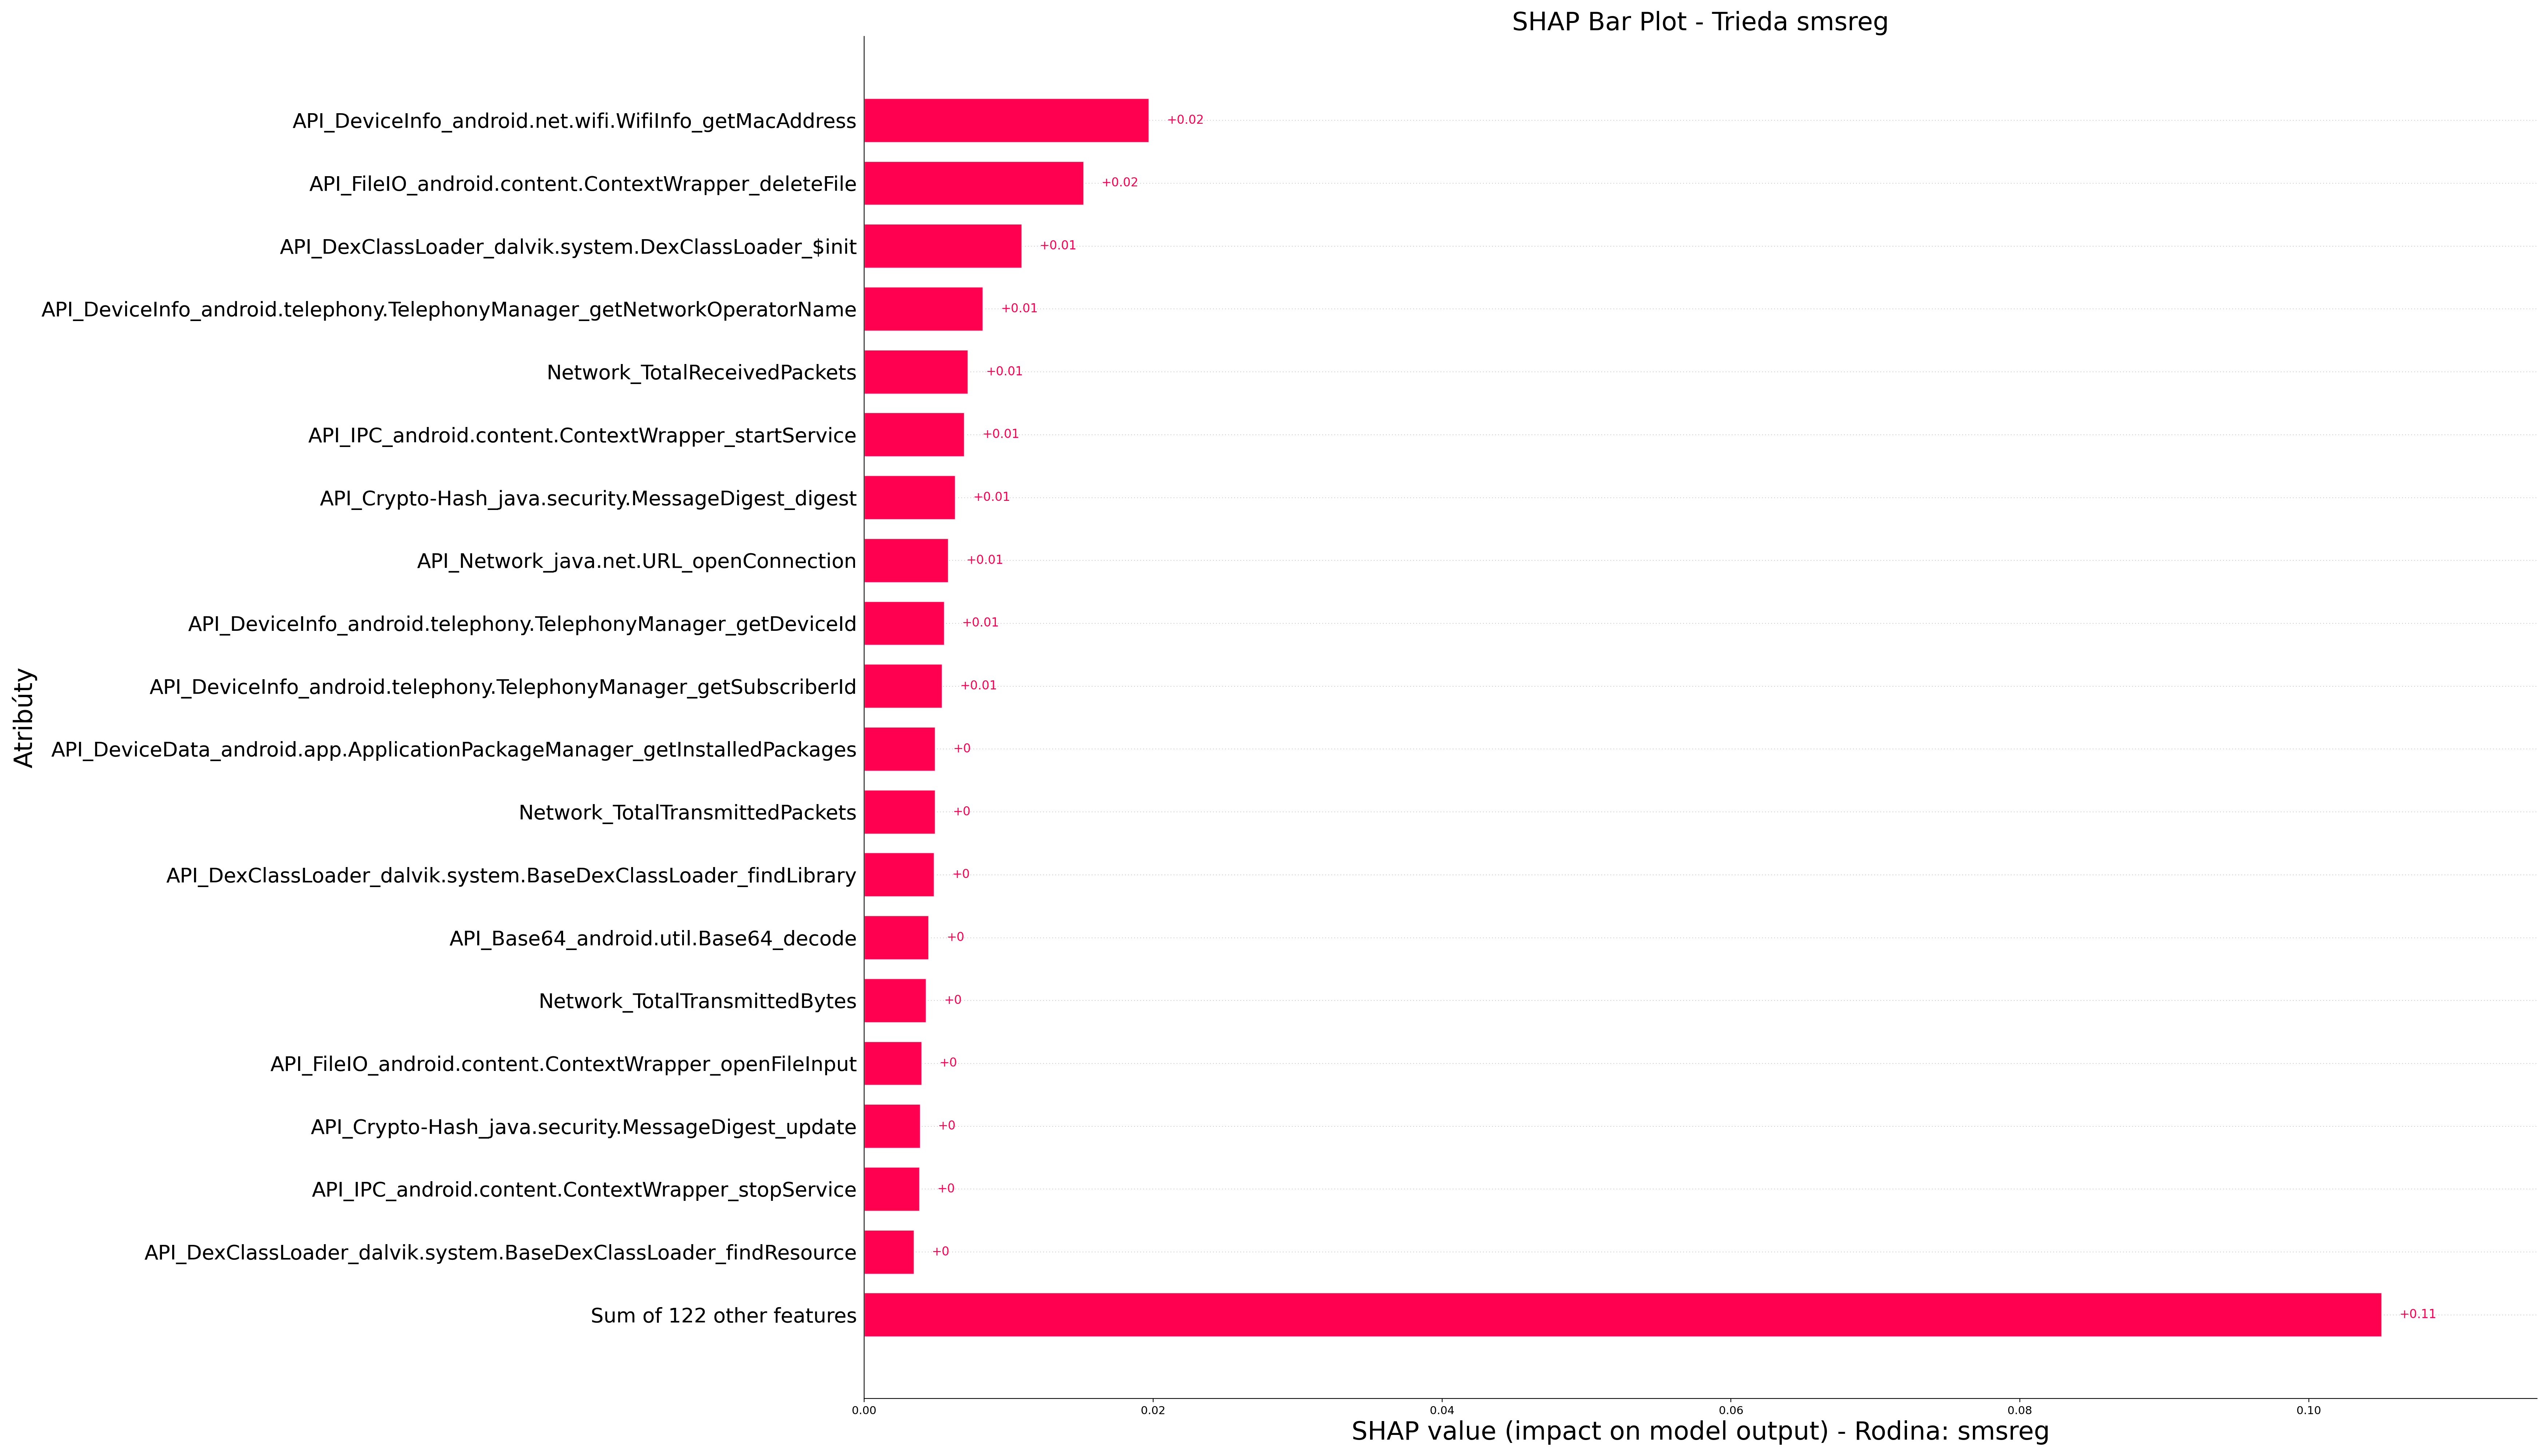 SHAP Bar Plot - Trieda smsreg
Atribúty
API_DeviceInfo_android.net.wifi.WifiInfo_getMacAddress +0.02
API_FileIO_android.content.ContextWrapper_deleteFile +0.02
API_DexClassLoader_dalvik.system.DexClassLoader_$init +0.01
API_DeviceInfo_android.telephony.TelephonyManager_getNetworkOperatorName +0.01
Network_TotalReceivedPackets +0.01
API_IPC_android.content.ContextWrapper_startService +0.01
API_Crypto-Hash_java.security.MessageDigest_digest +0.01
API_Network_java.net.URL_openConnection +0.01
API_DeviceInfo_android.telephony.TelephonyManager_getDeviceId +0.01
API_DeviceInfo_android.telephony.TelephonyManager_getSubscriberId +0.01
API_DeviceData_android.app.ApplicationPackageManager_getInstalledPackages +0
Network_TotalTransmittedPackets +0
API_DexClassLoader_dalvik.system.BaseDexClassLoader_findLibrary +0
API_Base64_android.util.Base64_decode +0
Network_TotalTransmittedBytes +0
API_FileIO_android.content.ContextWrapper_openFileInput +0
API_Crypto-Hash_java.security.MessageDigest_update +0
API_IPC_android.content.ContextWrapper_stopService +0
API_DexClassLoader_dalvik.system.BaseDexClassLoader_findResource +0
Sum of 122 other features +0.11
0.00 0.02 0.04 0.06 0.08 0.10
SHAP value (impact on model output) - Rodina: smsreg